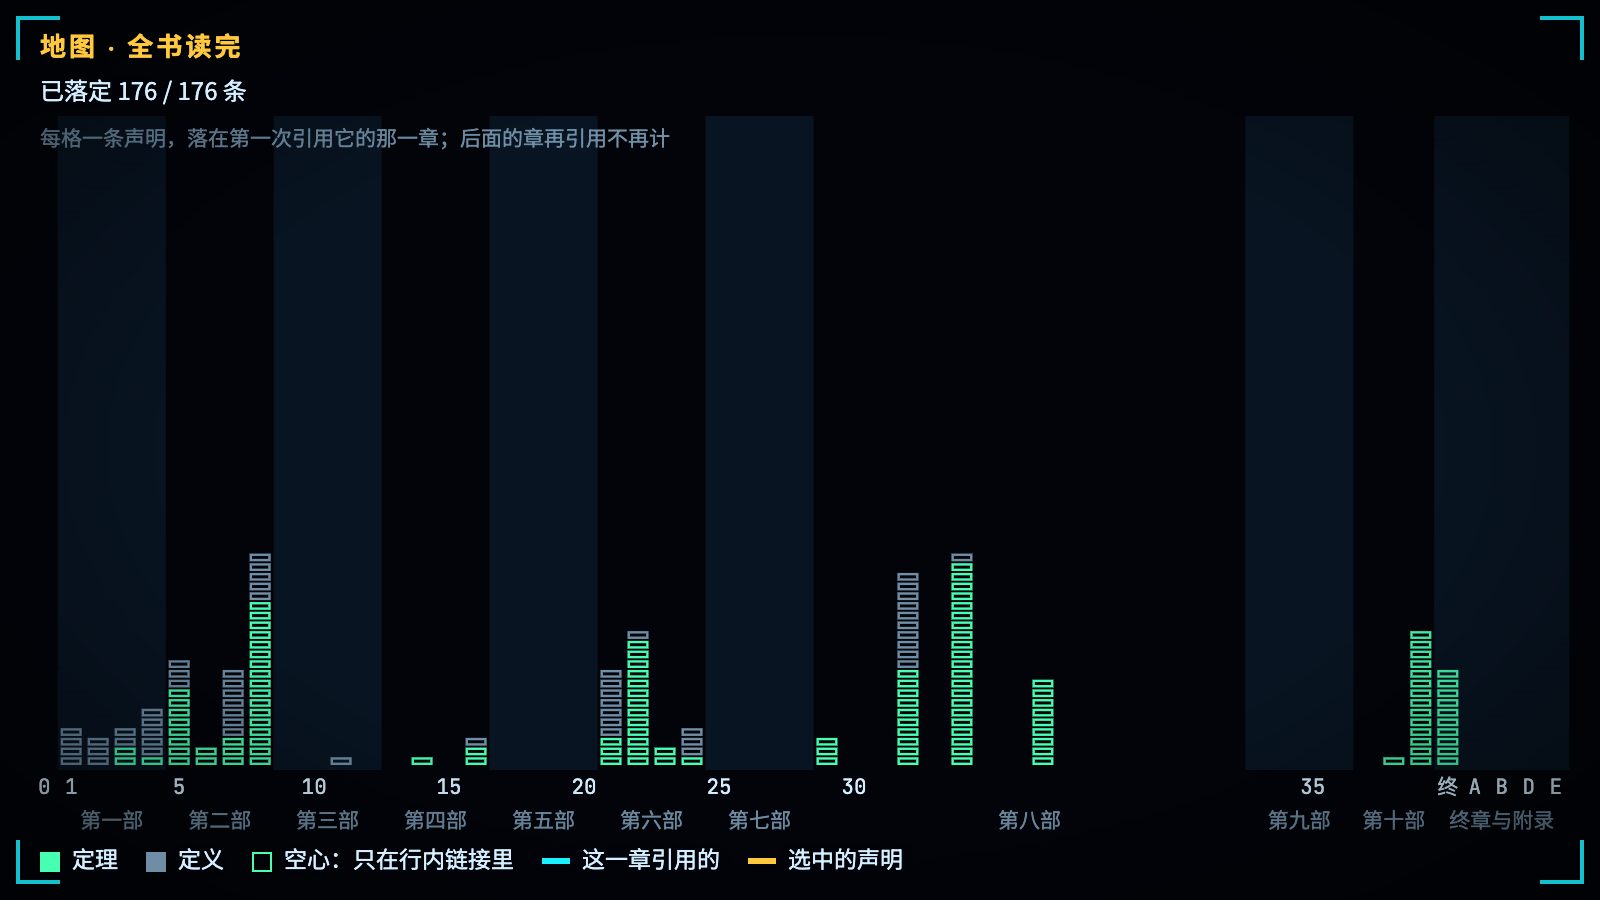 地图 · 全书读完
已落定 176 / 176 条
每格一条声明，落在第一次引用它的那一章；后面的章再引用不再计
0 1 5 10 15 20 25 30 35 终 A B D E
第一部 第二部 第三部 第四部 第五部 第六部 第七部 第八部 第九部 第十部 终章与附录
定理 定义 空心：只在行内链接里 这一章引用的 选中的声明